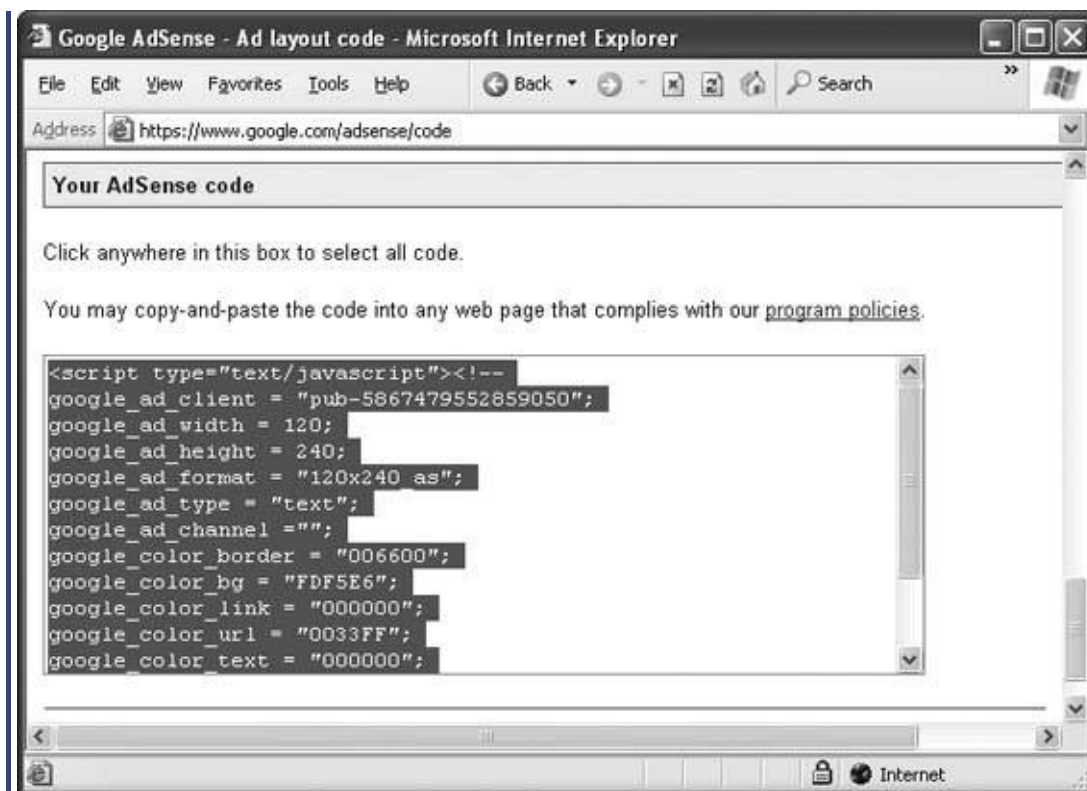 Google AdSense - Ad layout code - Microsoft Internet Explorer
File Edit View Favorites Tools Help Back Search »
Address https://www.google.com/adsense/code
Your AdSense code
Click anywhere in this box to select all code.
You may copy-and-paste the code into any web page that complies with our program policies.
<script type="text/javascript"><!--
google_ad_client = "pub-5867479552859050";
google_ad_width = 120;
google_ad_height = 240;
google_ad_format = "120x240_as";
google_ad_type = "text";
google_ad_channel ="";
google_color_border = "006600";
google_color_bg = "FDF5E6";
google_color_link = "000000";
google_color_url = "0033FF";
google_color_text = "000000";
Internet